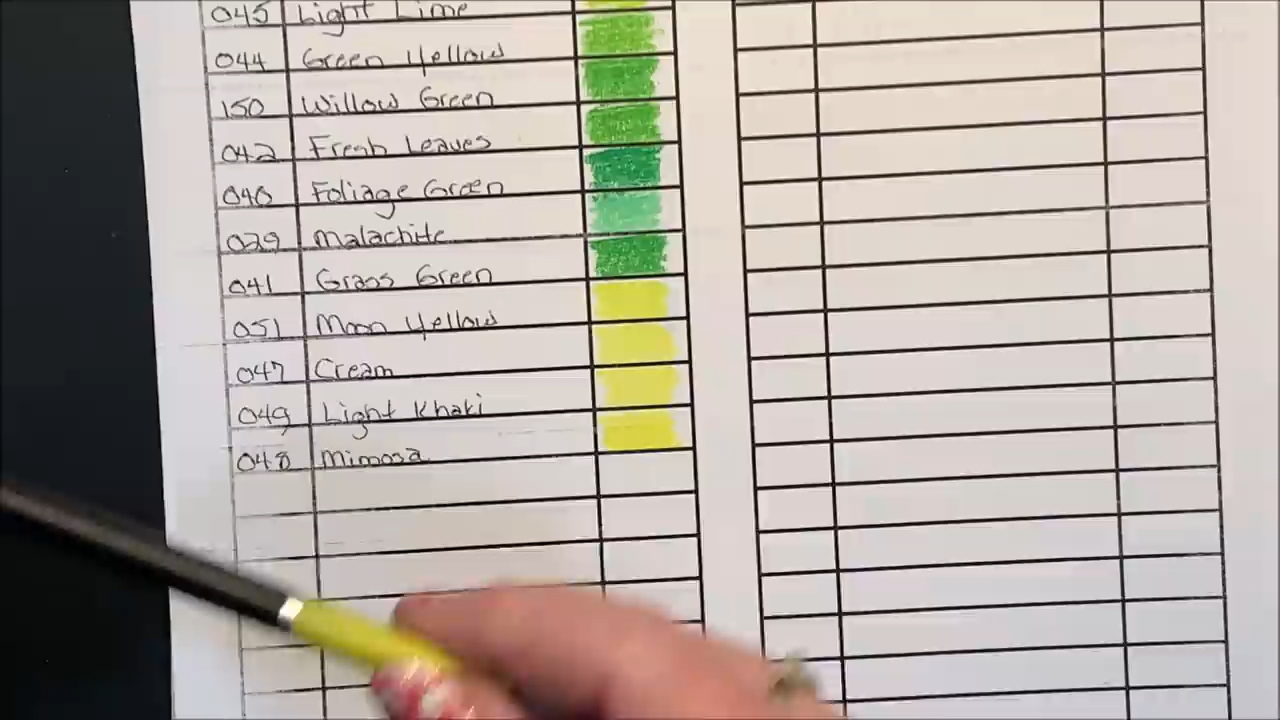 045 Light Lime
044 Green Yellow
150 Willow Green
042 Fresh Leaves
040 Foliage Green
029 Malachite
041 Grass Green
051 Moon Yellow
047 Cream
049 Light Khaki
048 Mimosa